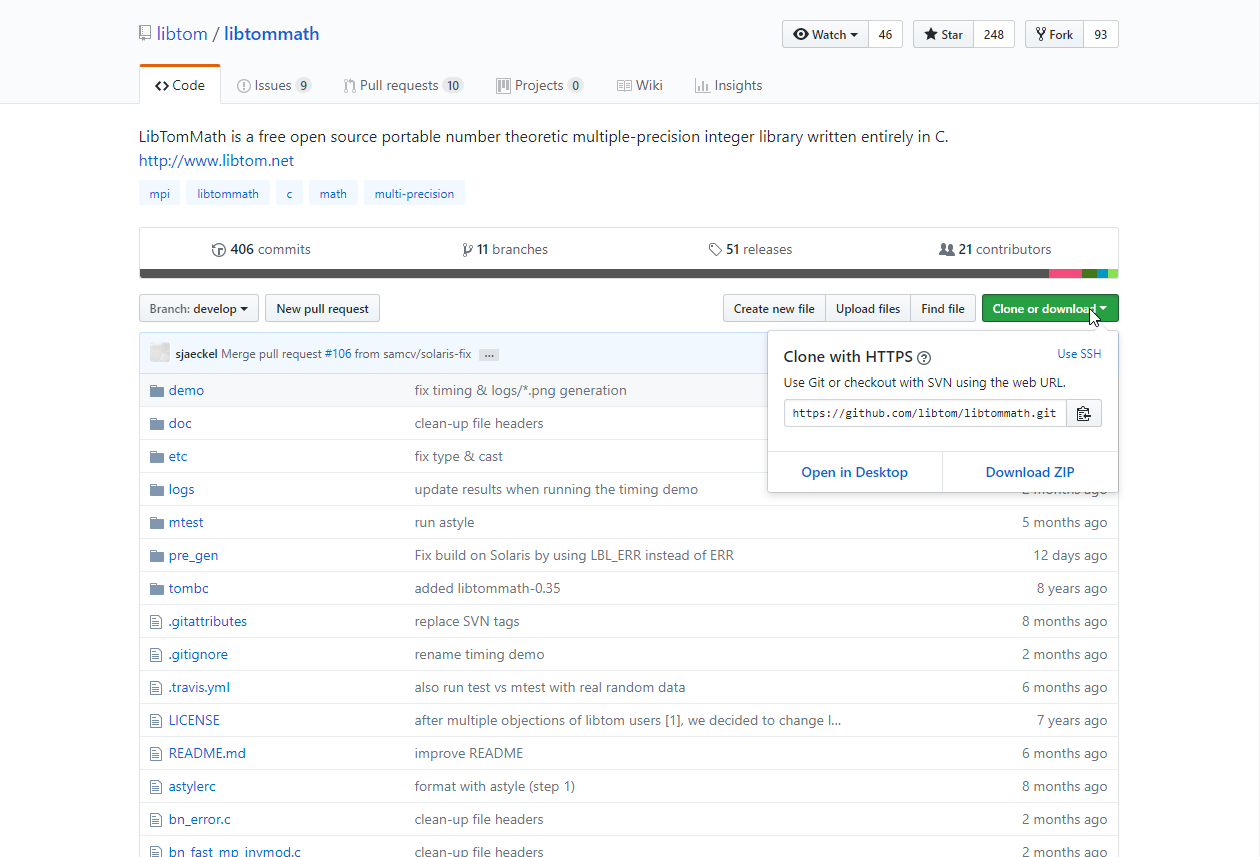 libtom / libtommath
Watch 46 Star 248 Fork 93
Code Issues 9 Pull requests 10 Projects 0 Wiki Insights
LibTomMath is a free open source portable number theoretic multiple-precision integer library written entirely in C.
http://www.libtom.net
mpi libtommath c math multi-precision
406 commits 11 branches 51 releases 21 contributors
Branch: develop New pull request Create new file Upload files Find file Clone or download
sjaeckel Merge pull request #106 from samcv/solaris-fix ...
Clone with HTTPS ? Use SSH
Use Git or checkout with SVN using the web URL.
https://github.com/libtom/libtommath.git
Open in Desktop Download ZIP
demo fix timing & logs/*.png generation
doc clean-up file headers
etc fix type & cast
logs update results when running the timing demo 2 months ago
mtest run astyle 5 months ago
pre_gen Fix build on Solaris by using LBL_ERR instead of ERR 12 days ago
tombc added libtommath-0.35 8 years ago
.gitattributes replace SVN tags 8 months ago
.gitignore rename timing demo 2 months ago
.travis.yml also run test vs mtest with real random data 6 months ago
LICENSE after multiple objections of libtom users [1], we decided to change l... 7 years ago
README.md improve README 6 months ago
astylerc format with astyle (step 1) 8 months ago
bn_error.c clean-up file headers 2 months ago
bn_fast_mp_invmod.c clean-up file headers 2 months ago